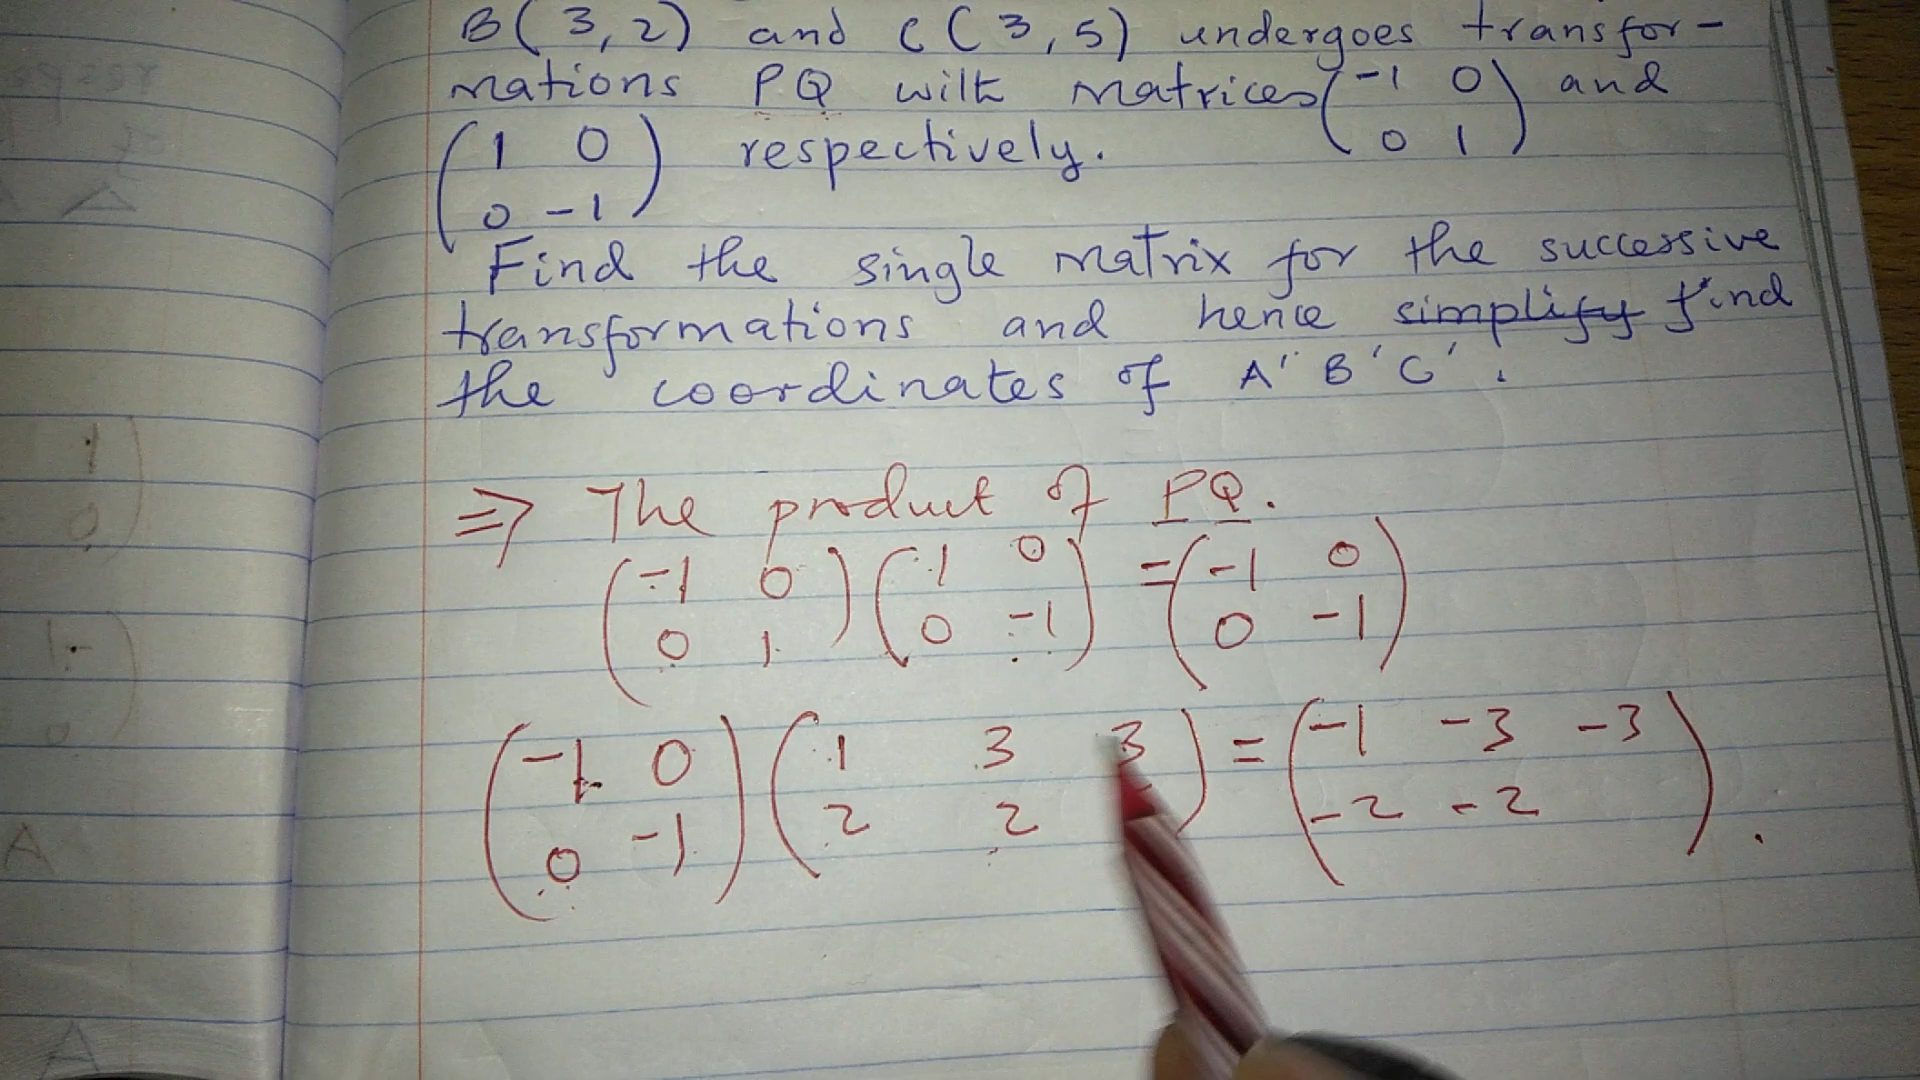 B(3,2) and C(3,5) undergoes transfor-
mations PQ with matrices (-1 0 and
0 1)
(1 0 respectively.
0 -1)
Find the single matrix for the successive
transformations and hence simplify find
the coordinates of A' B' C'.
⇒ The product of PQ.
(-1 0 (1 0 = (-1 0
0 1) 0 -1) 0 -1)
(-1 0 (1 3 3 = (-1 -3 -3
0 -1) 2 2 ) -2 -2 ).